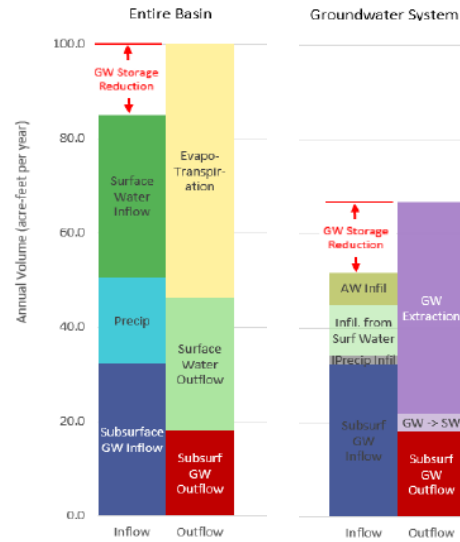 Entire Basin
Groundwater System
Annual Volume (acre-feet per year)
100.0
80.0
60.0
40.0
20.0
0.0
GW Storage
Reduction
Surface
Water
Inflow
Precip
Subsurface
GW Inflow
Evapo-
Transpir-
ation
Surface
Water
Outflow
Subsurf
GW
Outflow
Inflow
Outflow
GW Storage
Reduction
AW Infil
Infil. from
Surf Water
IPrecip Infil
Subsurf
GW
Inflow
GW
Extraction
GW -> SW
Subsurf
GW
Outflow
Inflow
Outflow